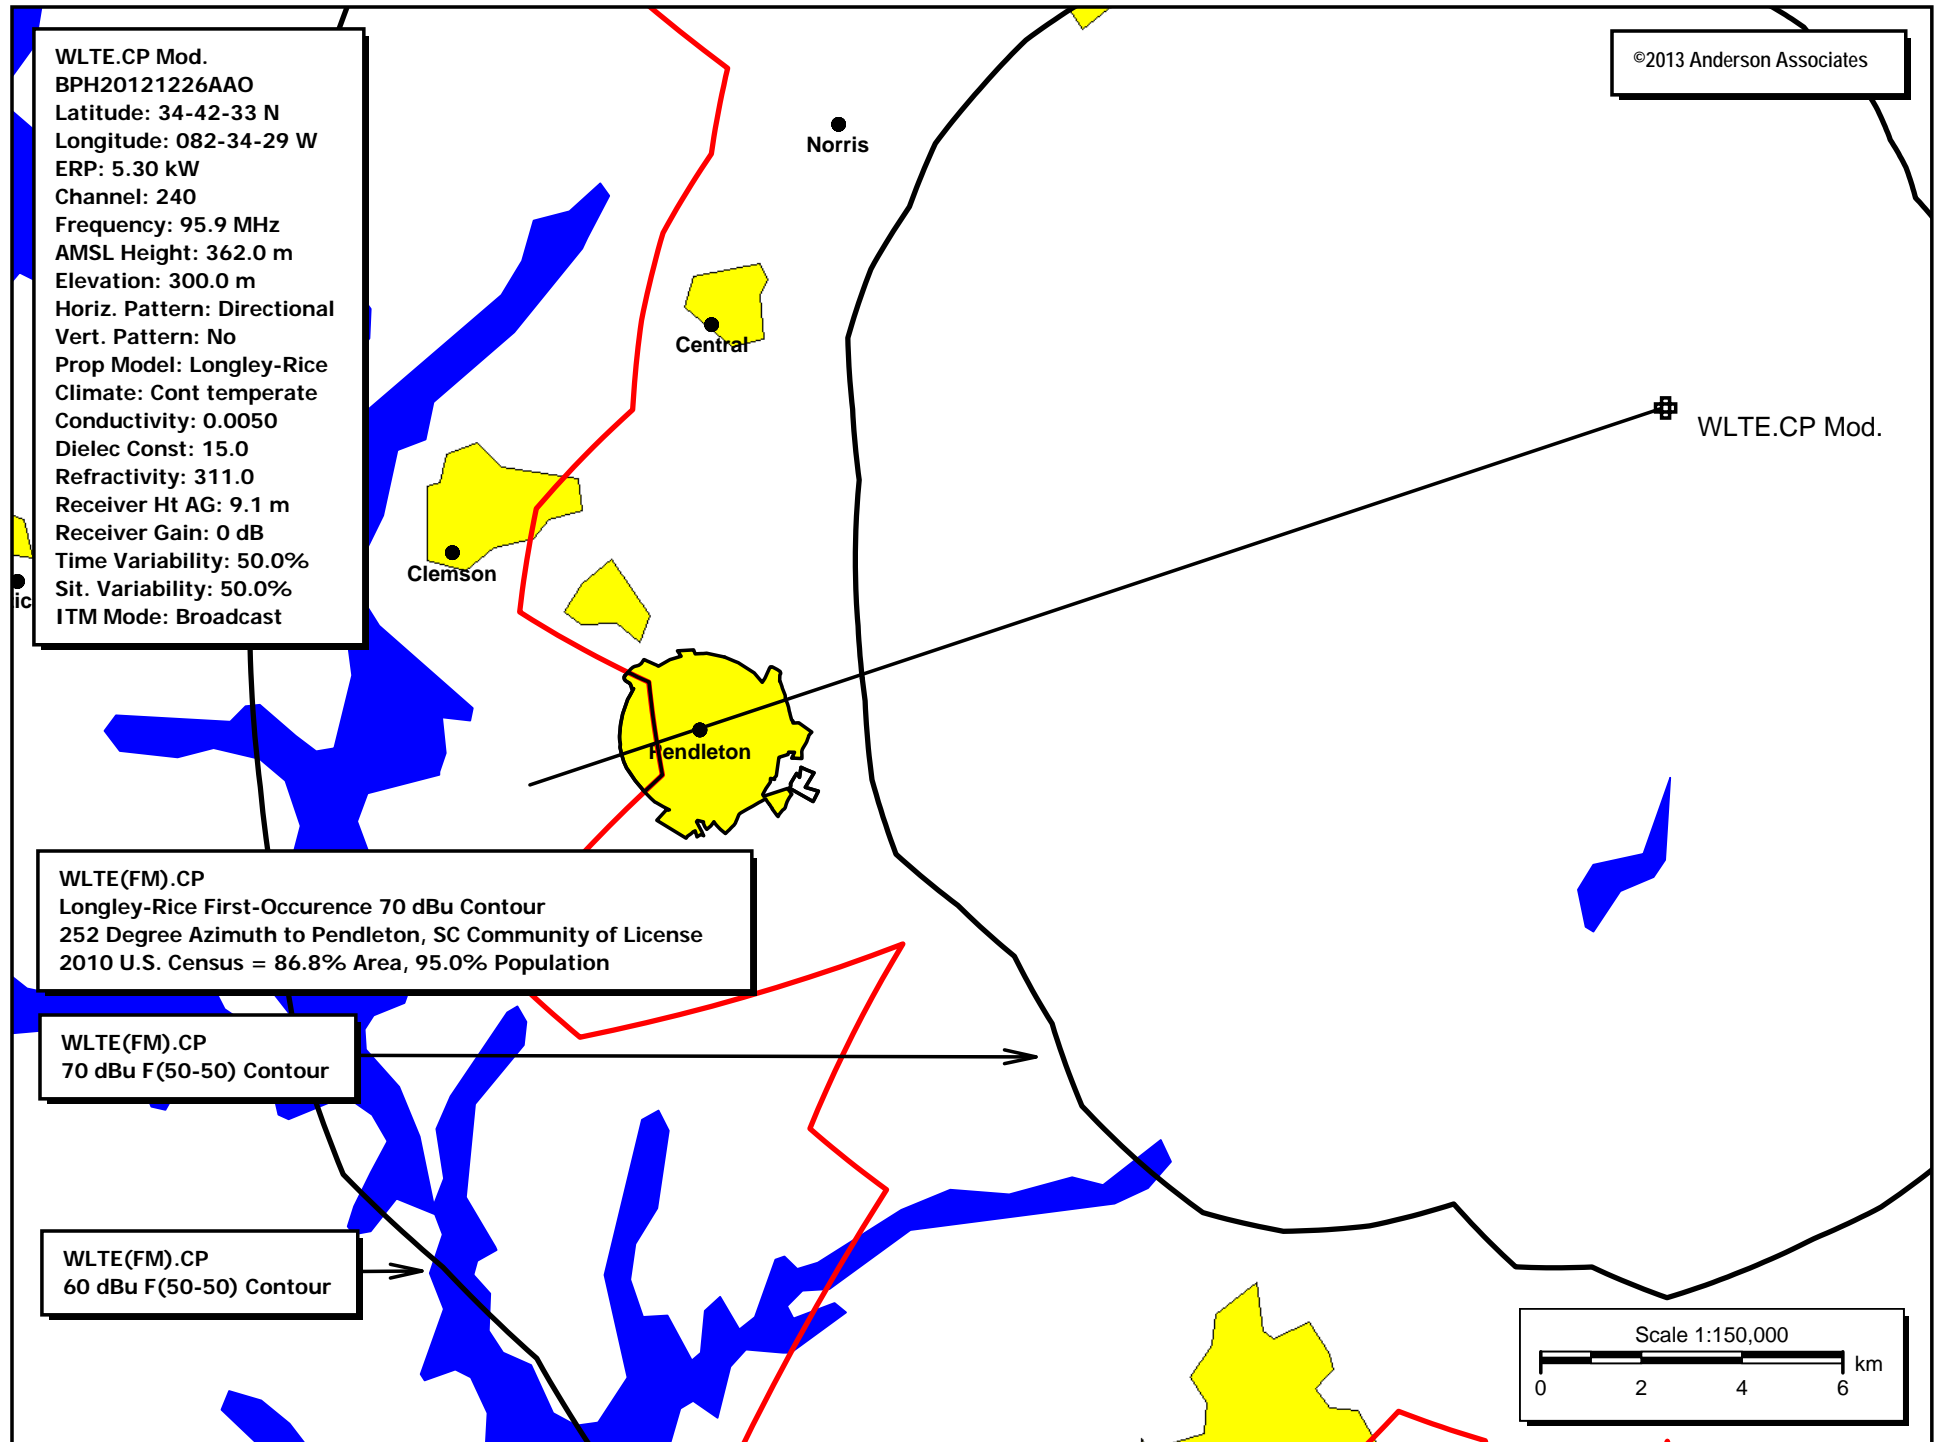 WLTE.CP Mod.
BPH20121226AAO
Latitude: 34-42-33 N
Longitude: 082-34-29 W
ERP: 5.30 kW
Channel: 240
Frequency: 95.9 MHz
AMSL Height: 362.0 m
Elevation: 300.0 m
Horiz. Pattern: Directional
Vert. Pattern: No
Prop Model: Longley-Rice
Climate: Cont temperate
Conductivity: 0.0050
Dielec Const: 15.0
Refractivity: 311.0
Receiver Ht AG: 9.1 m
Receiver Gain: 0 dB
Time Variability: 50.0%
Sit. Variability: 50.0%
ITM Mode: Broadcast
©2013 Anderson Associates
Norris
Central
WLTE.CP Mod.
Clemson
Pendleton
WLTE(FM).CP
Longley-Rice First-Occurence 70 dBu Contour
252 Degree Azimuth to Pendleton, SC Community of License
2010 U.S. Census = 86.8% Area, 95.0% Population
WLTE(FM).CP
70 dBu F(50-50) Contour
WLTE(FM).CP
60 dBu F(50-50) Contour
Scale 1:150,000
km
0 2 4 6